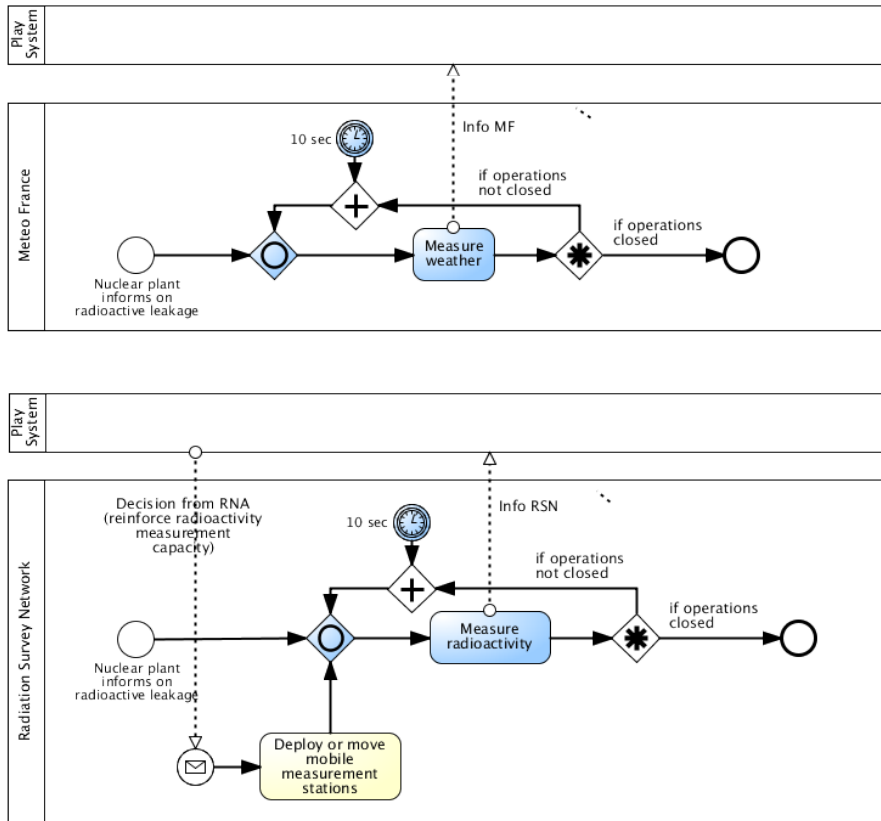 Play
System
Meteo France
10 sec
Info MF
if operations
not closed
if operations
closed
Measure
weather
Nuclear plant
informs on
radioactive leakage
Play
System
Radiation Survey Network
Decision from RNA
(reinforce radioactivity
measurement
capacity)
10 sec
Info RSN
if operations
not closed
if operations
closed
Measure
radioactivity
Nuclear plant
informs on
radioactive leakage
Deploy or move
mobile
measurement
stations